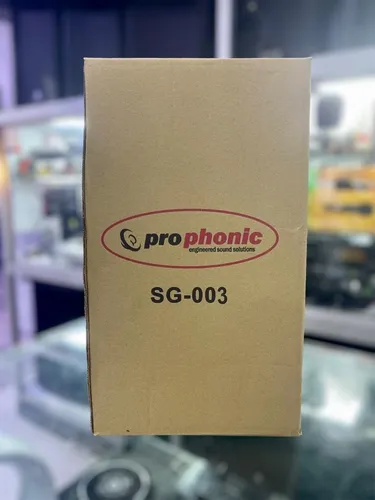 prophonic
engineered sound solutions
SG-003